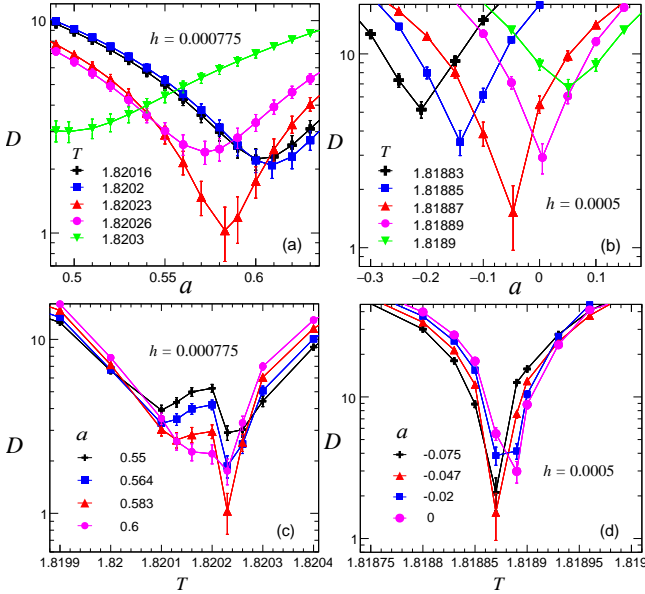 10
h = 0.000775
D
T
1.82016
1.8202
1.82023
1.82026
1.8203
1
(a)
0.5
0.55
0.6
a
10
D
T
1.81883
1.81885
1.81887
1.81889
1.8189
h = 0.0005
1
(b)
−0.3
−0.2
−0.1
0
0.1
a
10
h = 0.000775
D
a
0.55
0.564
0.583
0.6
1
(c)
1.8199
1.82
1.8201
1.8202
1.8203
1.8204
T
10
D
a
-0.075
-0.047
-0.02
0
h = 0.0005
1
(d)
1.81875
1.8188
1.81885
1.8189
1.81895
1.819
T